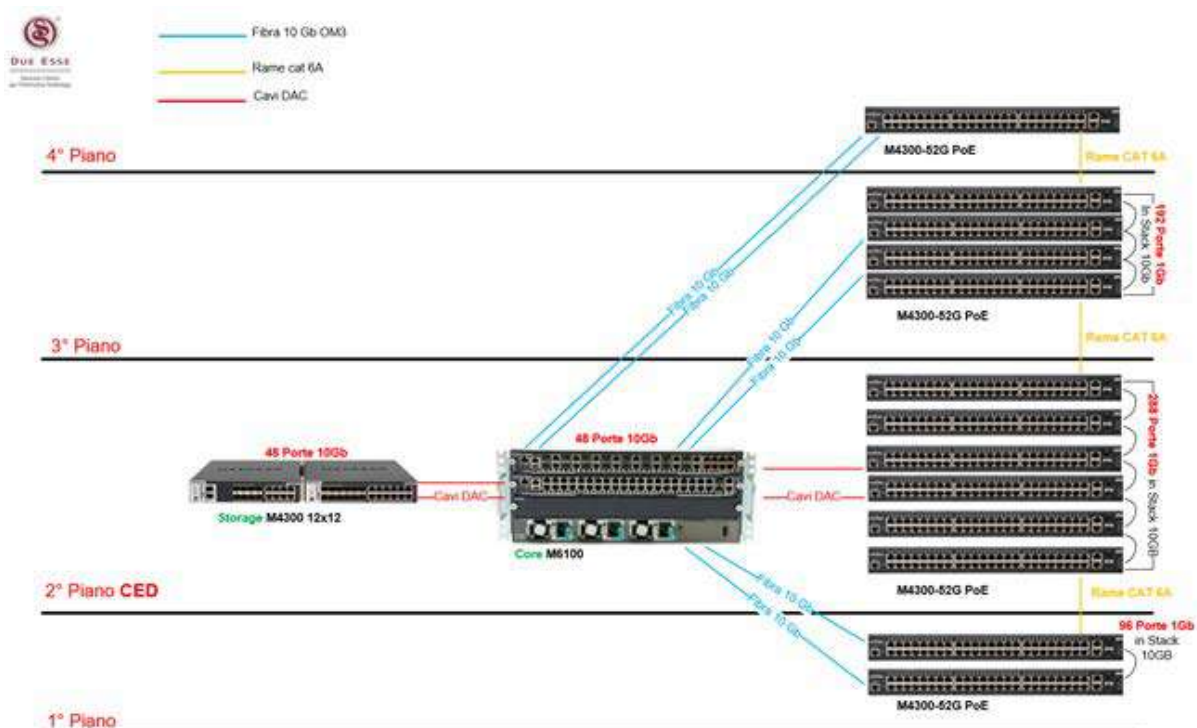 DUE ESSE
Fibra 10 Gb OM3
Rame cat 6A
Cavi DAC
4° Piano
M4300-52G PoE
Rame CAT 6A
Fibra 10 Gb
Fibra 10 Gb
192 Porte 1Gb
In Stack 10Gb
M4300-52G PoE
3° Piano
Rame CAT 6A
Fibra 10 Gb
Fibra 10 Gb
48 Porte 10Gb
48 Porte 10Gb
288 Porte 1Gb in Stack 10GB
Cavi DAC
Cavi DAC
Storage M4300 12x12
Core M6100
M4300-52G PoE
2° Piano CED
Rame CAT 6A
Fibra 10 Gb
Fibra 10 Gb
96 Porte 1Gb
in Stack
10GB
M4300-52G PoE
1° Piano